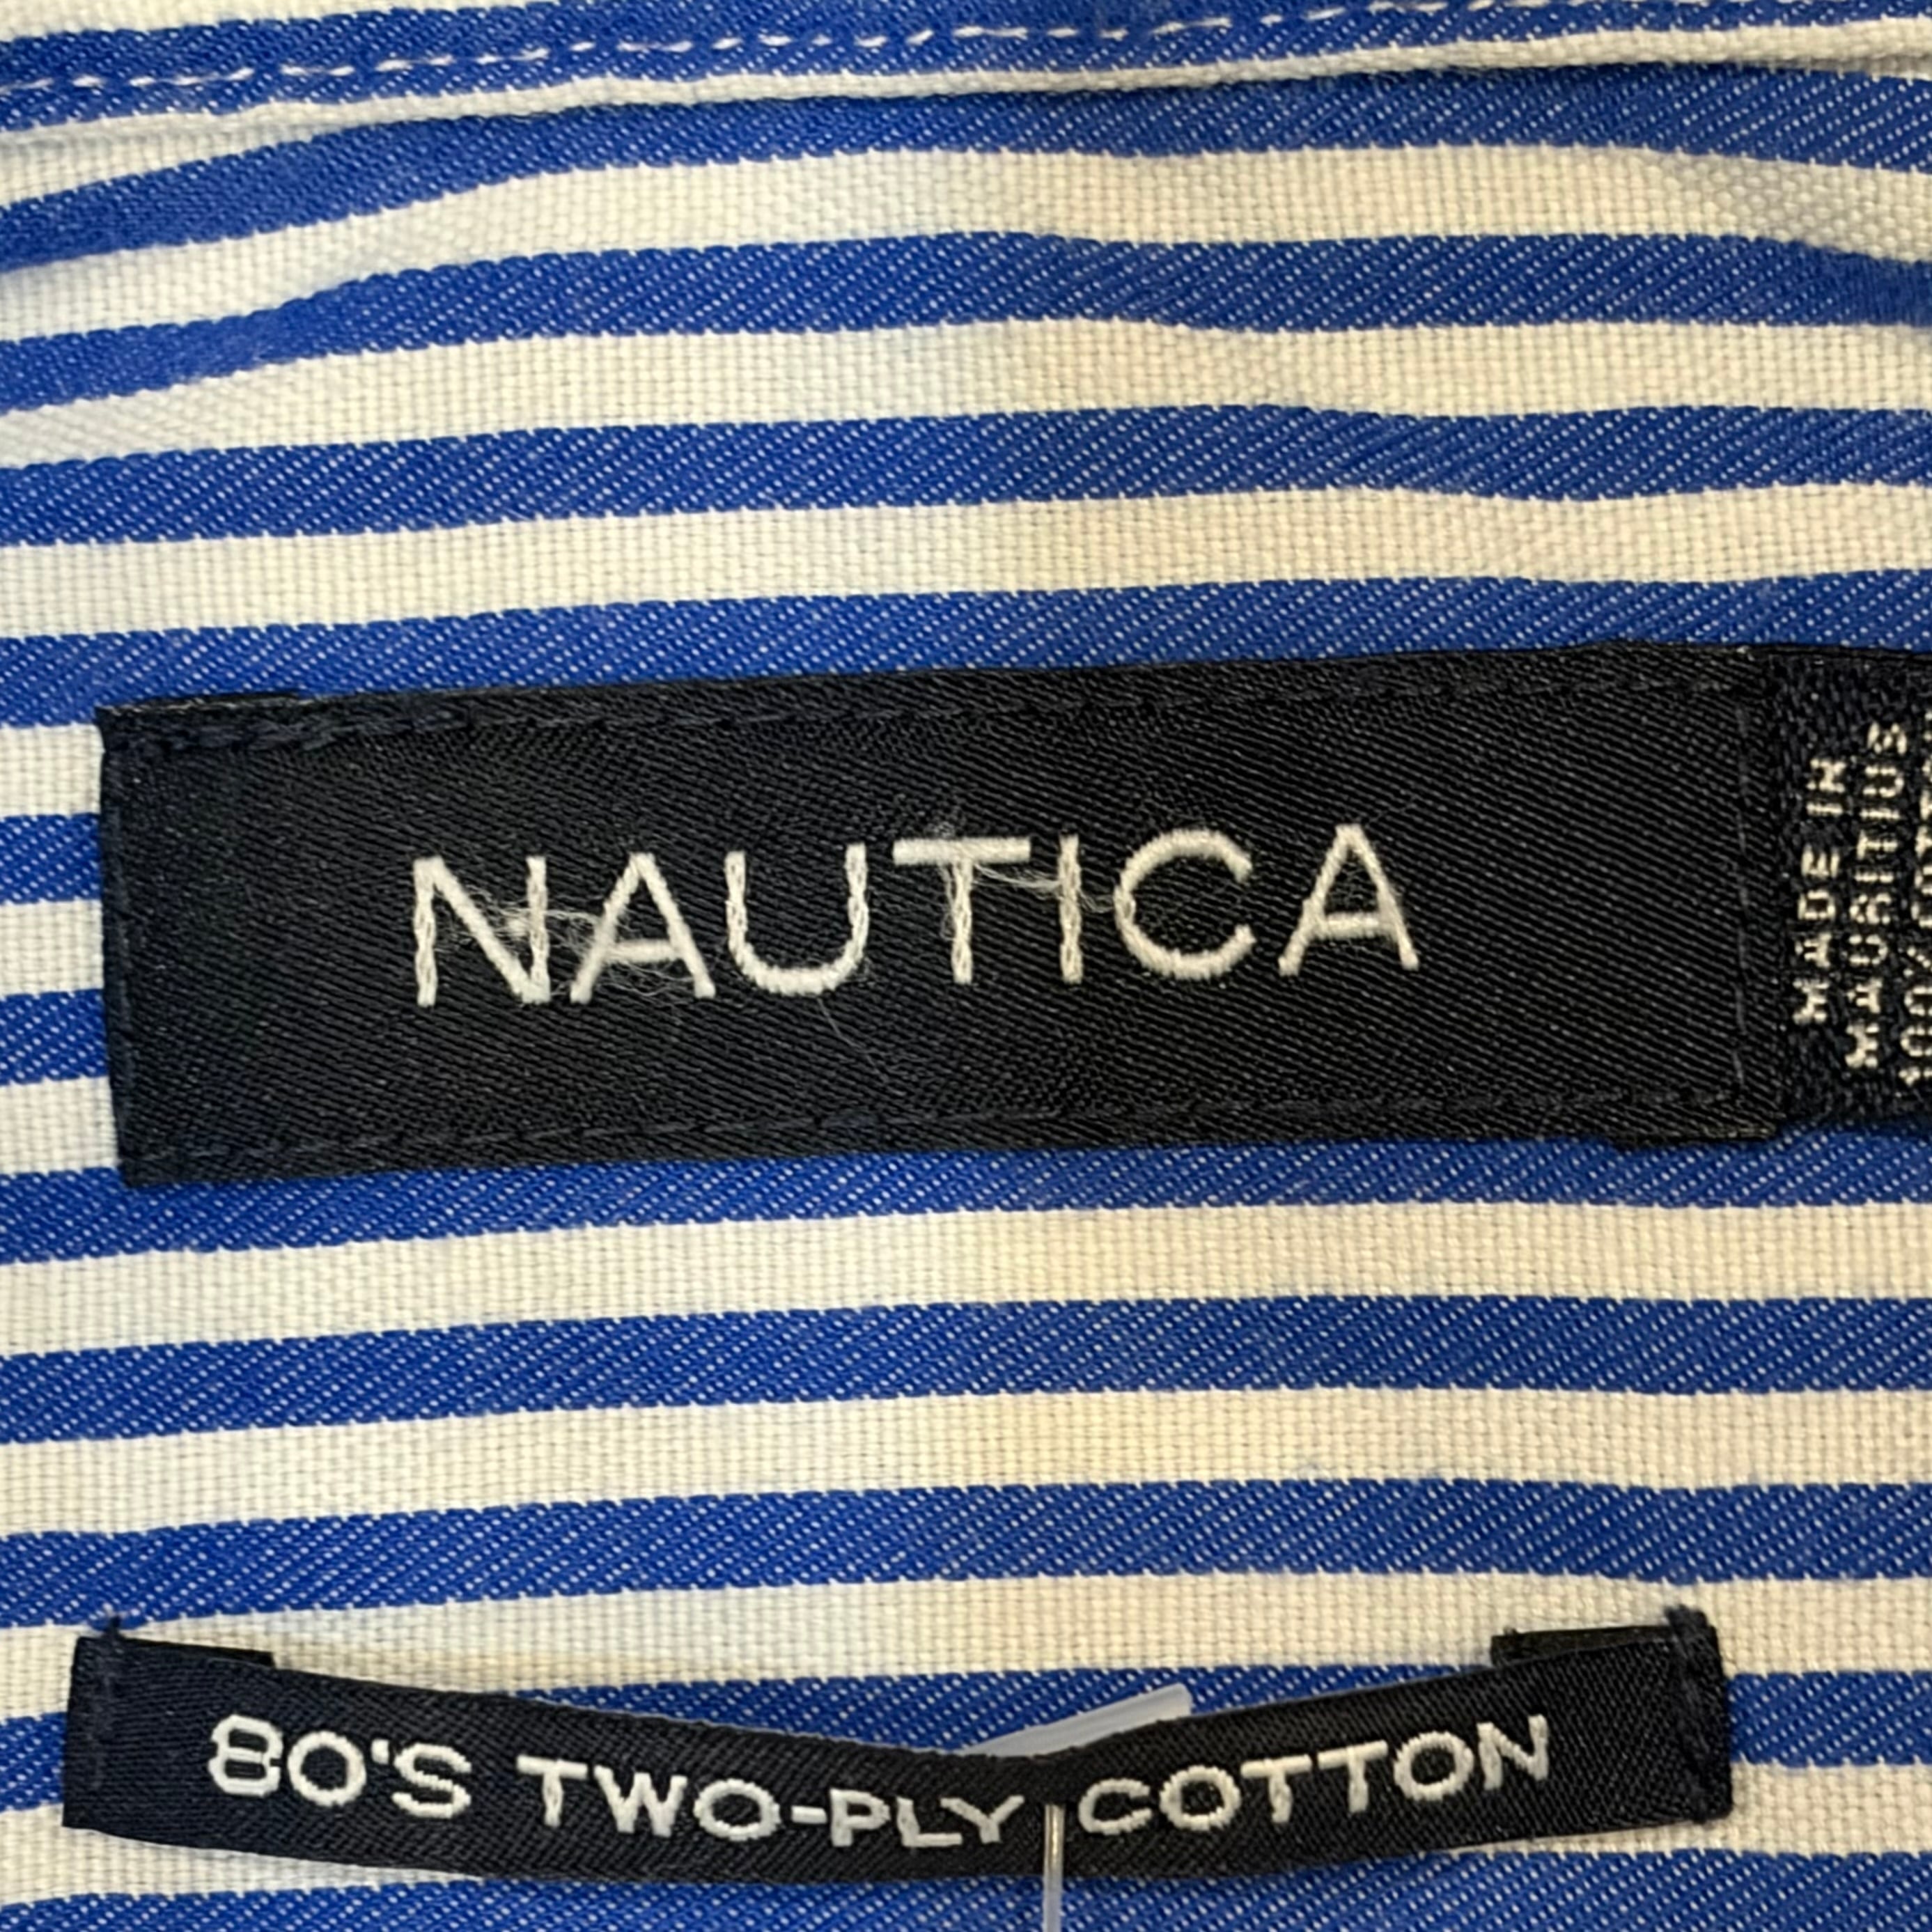 NAUTICA
MADE IN
MAURITIUS
80'S TWO-PLY COTTON